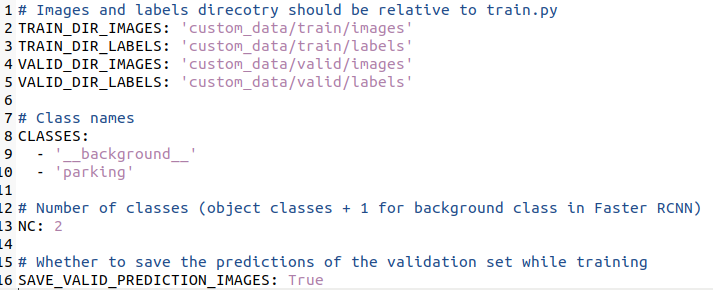 1 # Images and labels direcotry should be relative to train.py
2 TRAIN_DIR_IMAGES: 'custom_data/train/images'
3 TRAIN_DIR_LABELS: 'custom_data/train/labels'
4 VALID_DIR_IMAGES: 'custom_data/valid/images'
5 VALID_DIR_LABELS: 'custom_data/valid/labels'
6
7 # Class names
8 CLASSES:
9   - '__background__'
10   - 'parking'
11
12 # Number of classes (object classes + 1 for background class in Faster RCNN)
13 NC: 2
14
15 # Whether to save the predictions of the validation set while training
16 SAVE_VALID_PREDICTION_IMAGES: True